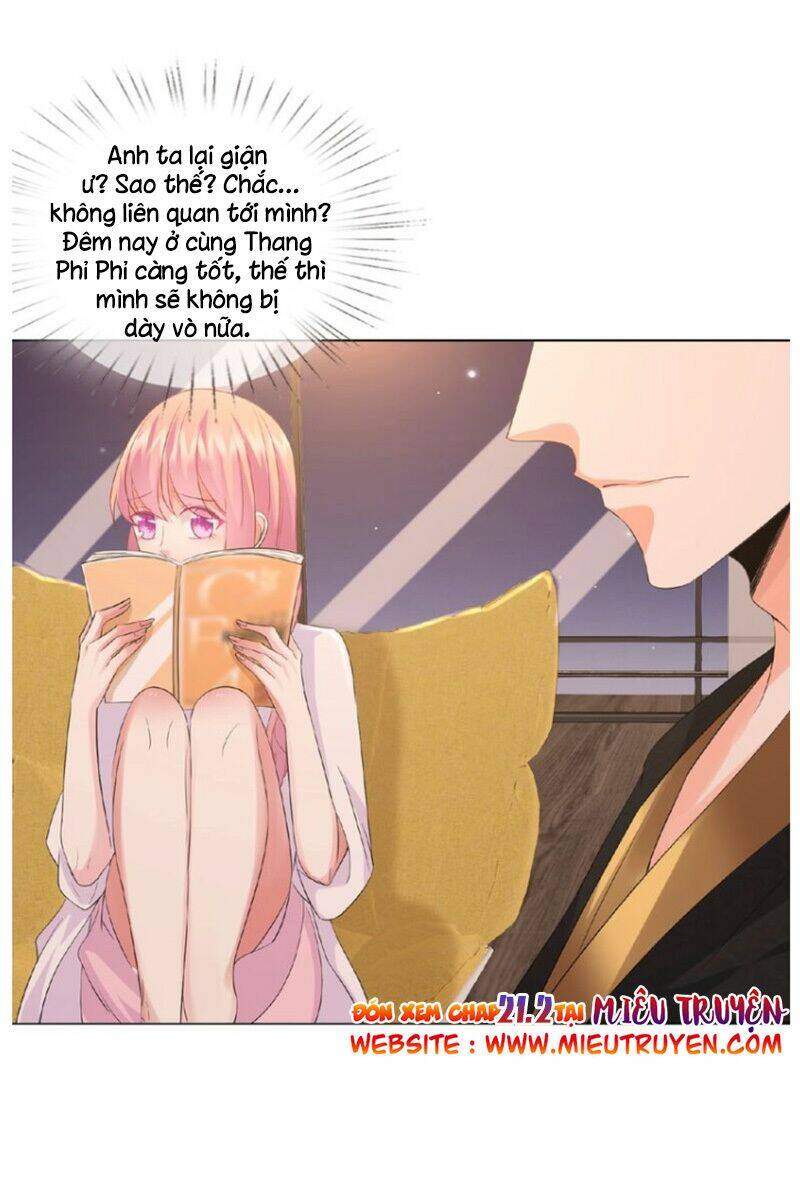 Anh ta lại giận
ư? Sao thế? Chắc...
không liên quan tới mình?
Đêm nay ở cùng Thang
Phỉ Phỉ càng tốt, thế thì
mình sẽ không bị
dày vò nữa.
ĐÓN XEM CHAP 21.2 TẠI MIÊU TRUYỆN
WEBSITE : WWW.MIEUTRUYEN.COM